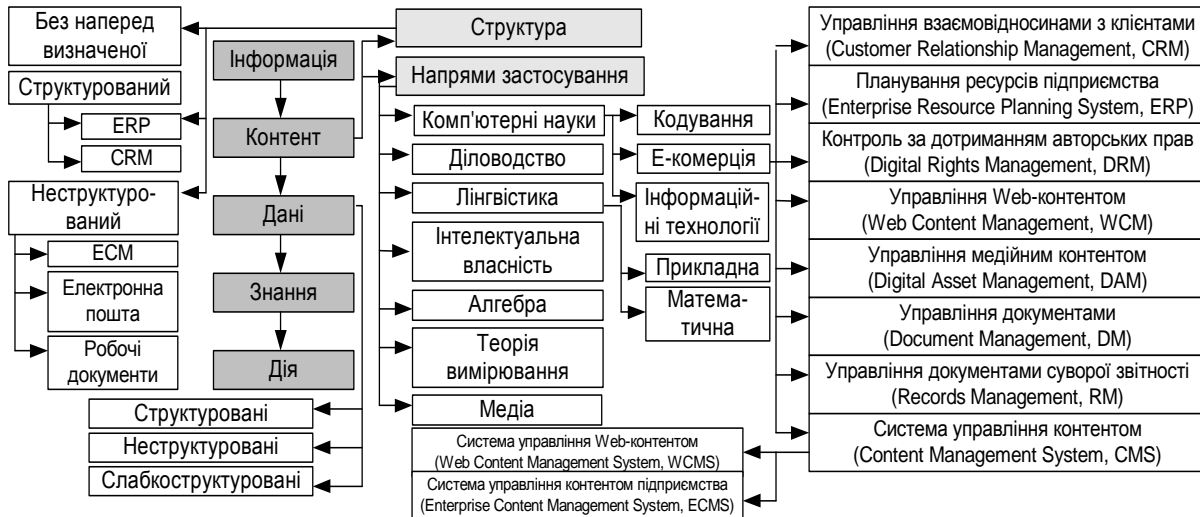 Без наперед
визначеної
Структурований
ERP
CRM
Неструкту-
рований
ECM
Електронна
пошта
Робочі
документи
Інформація
Контент
Дані
Знання
Дія
Структуровані
Неструктуровані
Слабкоструктуровані
Структура
Напрями застосування
Комп'ютерні науки
Діловодство
Лінгвістика
Інтелектуальна
власність
Алгебра
Теорія
вимірювання
Медіа
Кодування
Е-комерція
Інформацій-
ні технології
Прикладна
Матема-
тична
Управління взаємовідносинами з клієнтами
(Customer Relationship Management, CRM)
Планування ресурсів підприємства
(Enterprise Resource Planning System, ERP)
Контроль за дотриманням авторських прав
(Digital Rights Management, DRM)
Управління Web-контентом
(Web Content Management, WCM)
Управління медійним контентом
(Digital Asset Management, DAM)
Управління документами
(Document Management, DM)
Управління документами суворої звітності
(Records Management, RM)
Система управління контентом
(Content Management System, CMS)
Система управління Web-контентом
(Web Content Management System, WCMS)
Система управління контентом підприємства
(Enterprise Content Management System, ECMS)